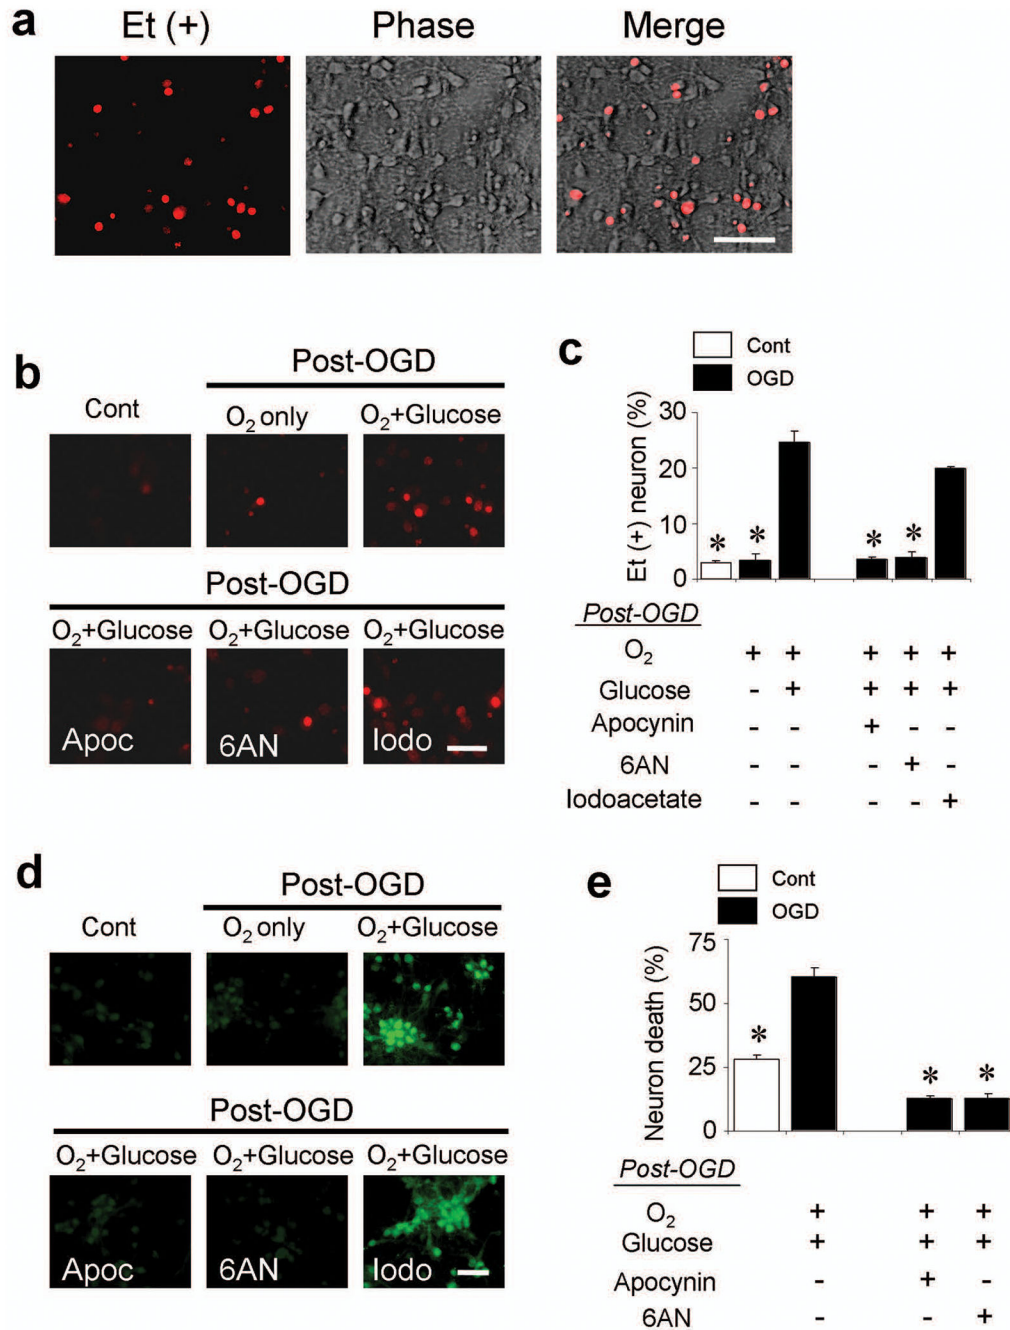 a
Et (+) Phase Merge
b
Post-OGD
Cont O2 only O2+Glucose
Post-OGD
O2+Glucose O2+Glucose O2+Glucose
Apoc 6AN Iodo
c
Cont
OGD
Et (+) neuron (%)
30
20
10
0
* * * *
Post-OGD
O2 + + + + +
Glucose - + + + +
Apocynin - - + - -
6AN - - - + -
Iodoacetate - - - - +
d
Post-OGD
Cont O2 only O2+Glucose
Post-OGD
O2+Glucose O2+Glucose O2+Glucose
Apoc 6AN Iodo
e
Cont
OGD
Neuron death (%)
75
50
25
0
* * *
Post-OGD
O2 + + +
Glucose + + +
Apocynin - + -
6AN - - +